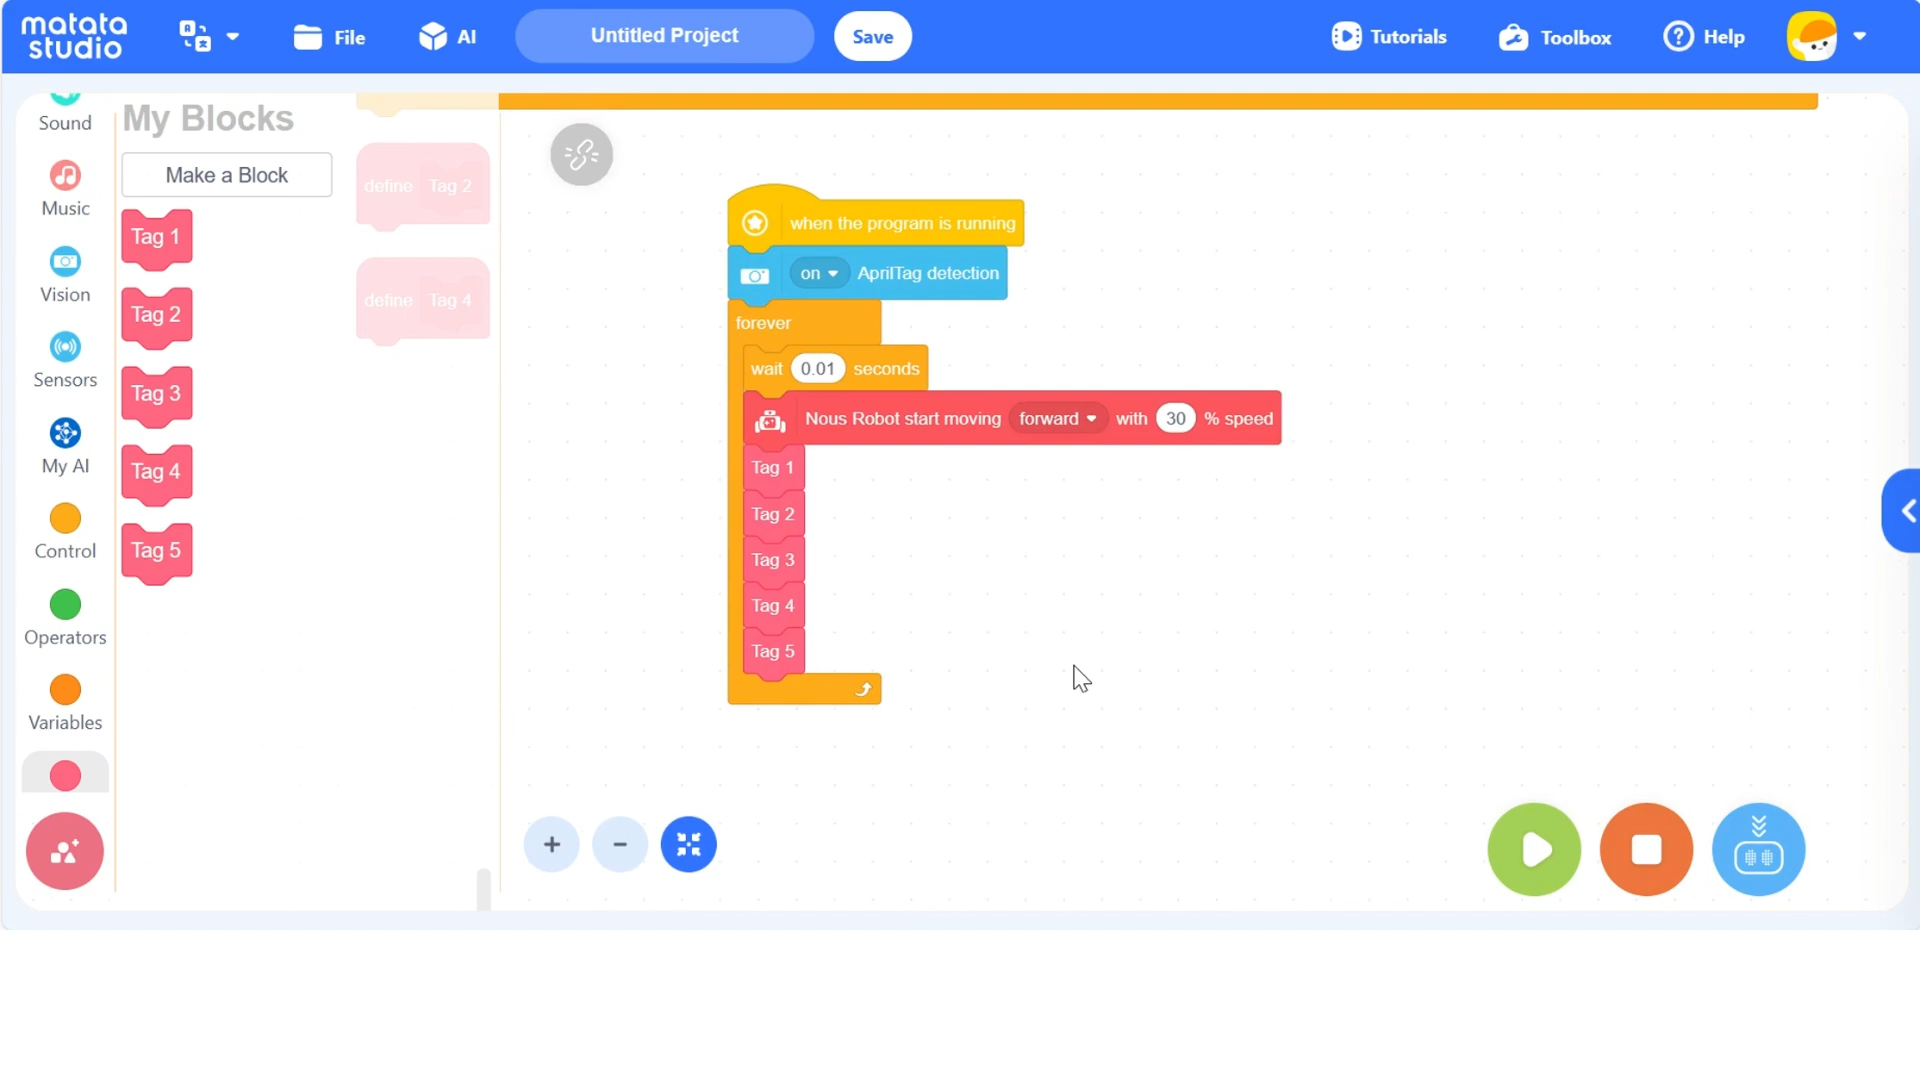 matata
studio
File
AI
Untitled Project
Save
Tutorials
Toolbox
Help
Sound
Music
Vision
Sensors
My AI
Control
Operators
Variables
My Blocks
Make a Block
Tag 1
Tag 2
Tag 3
Tag 4
Tag 5
define Tag 2
define Tag 4
when the program is running
on AprilTag detection
forever
wait 0.01 seconds
Nous Robot start moving forward with 30 % speed
Tag 1
Tag 2
Tag 3
Tag 4
Tag 5